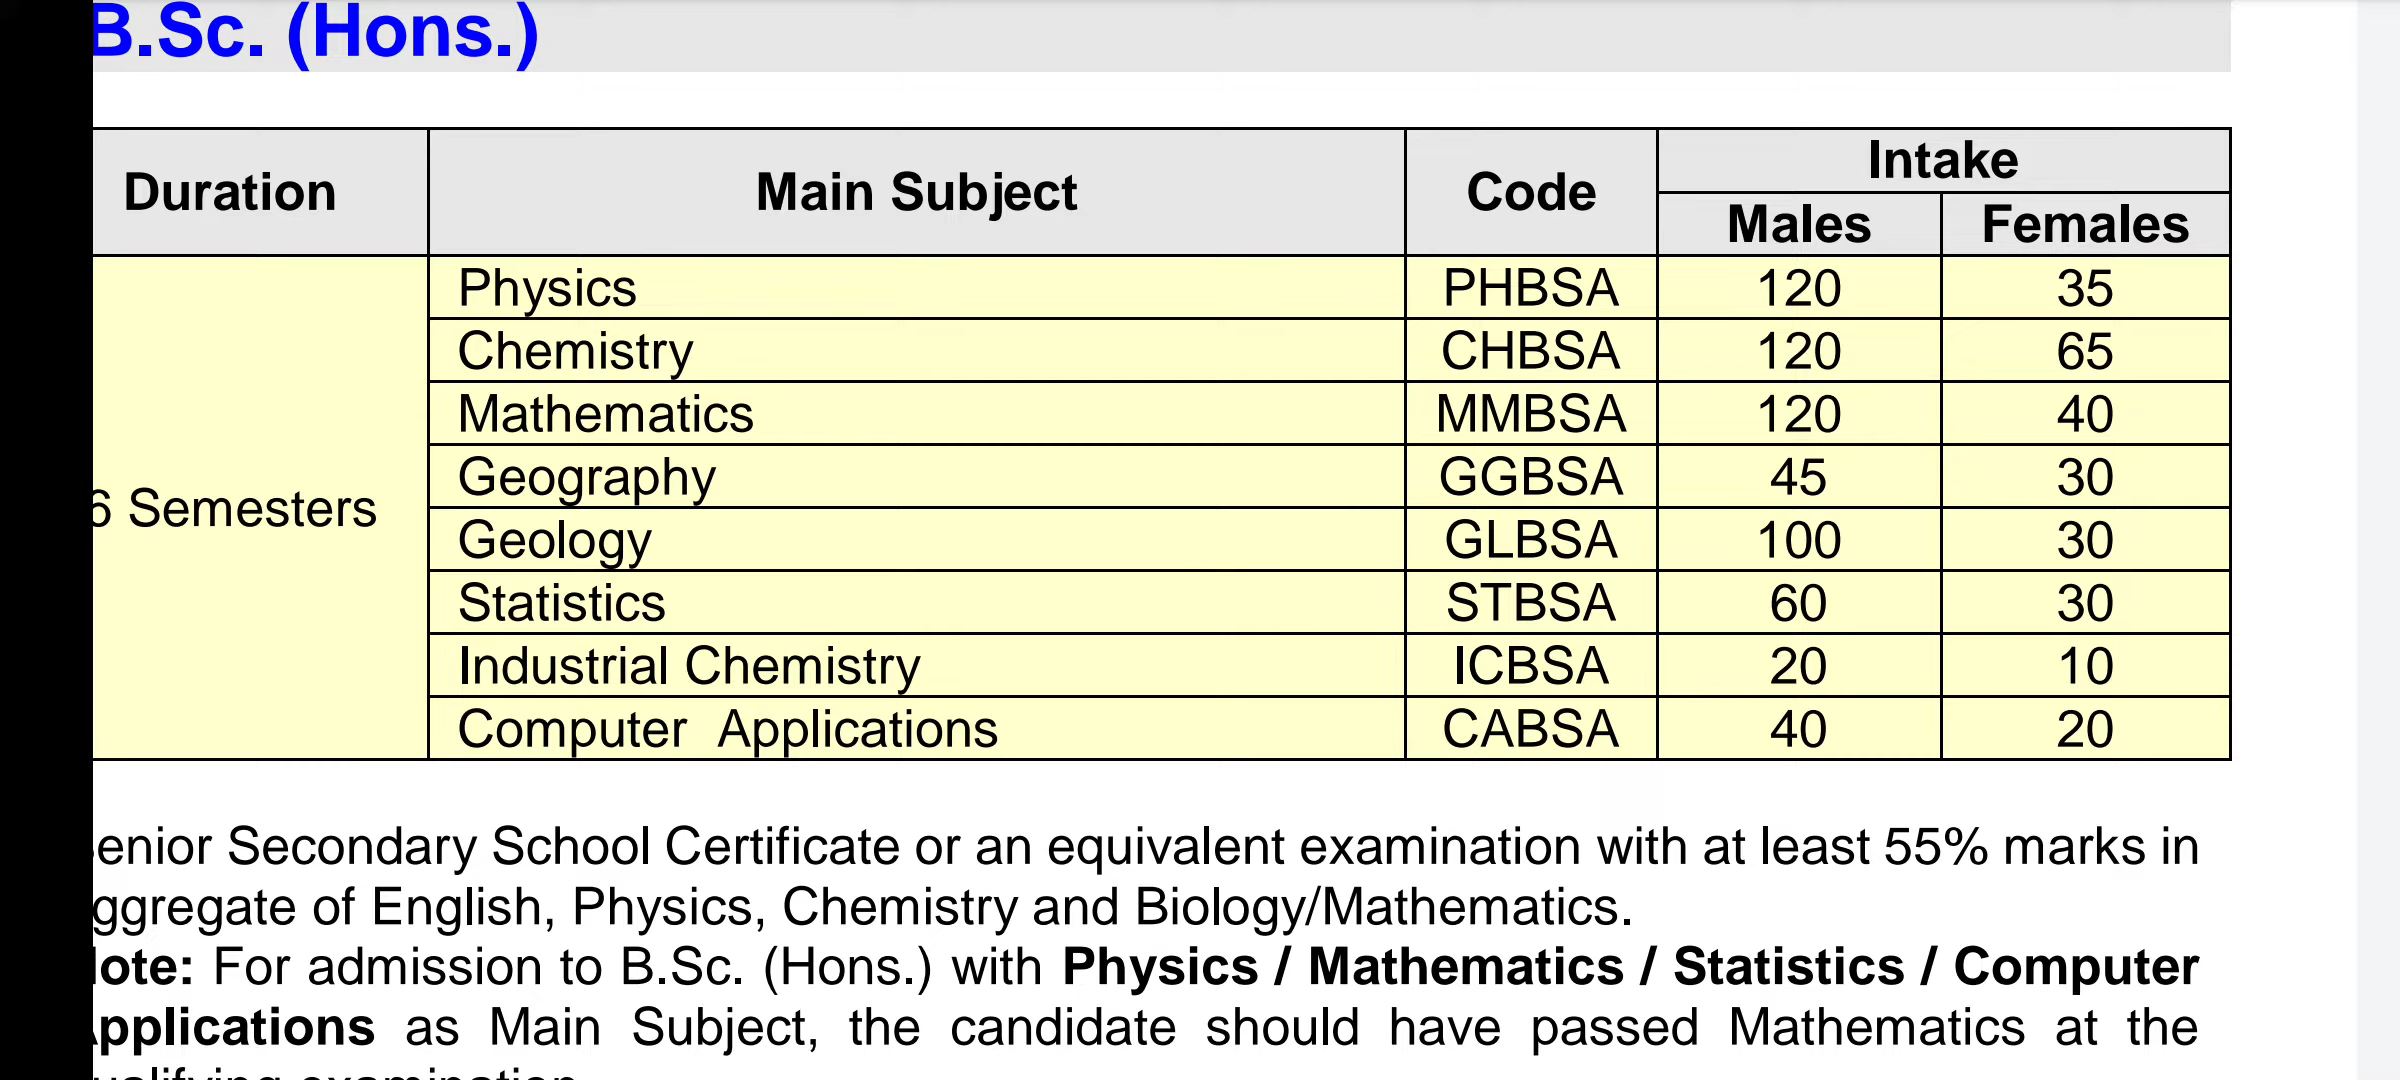 B.Sc. (Hons.)
Duration Main Subject Code Intake
Males Females
Physics PHBSA 120 35
Chemistry CHBSA 120 65
Mathematics MMBSA 120 40
Geography GGBSA 45 30
6 Semesters
Geology GLBSA 100 30
Statistics STBSA 60 30
Industrial Chemistry ICBSA 20 10
Computer Applications CABSA 40 20
enior Secondary School Certificate or an equivalent examination with at least 55% marks in
ggregate of English, Physics, Chemistry and Biology/Mathematics.
ote: For admission to B.Sc. (Hons.) with Physics / Mathematics / Statistics / Computer
pplications as Main Subject, the candidate should have passed Mathematics at the